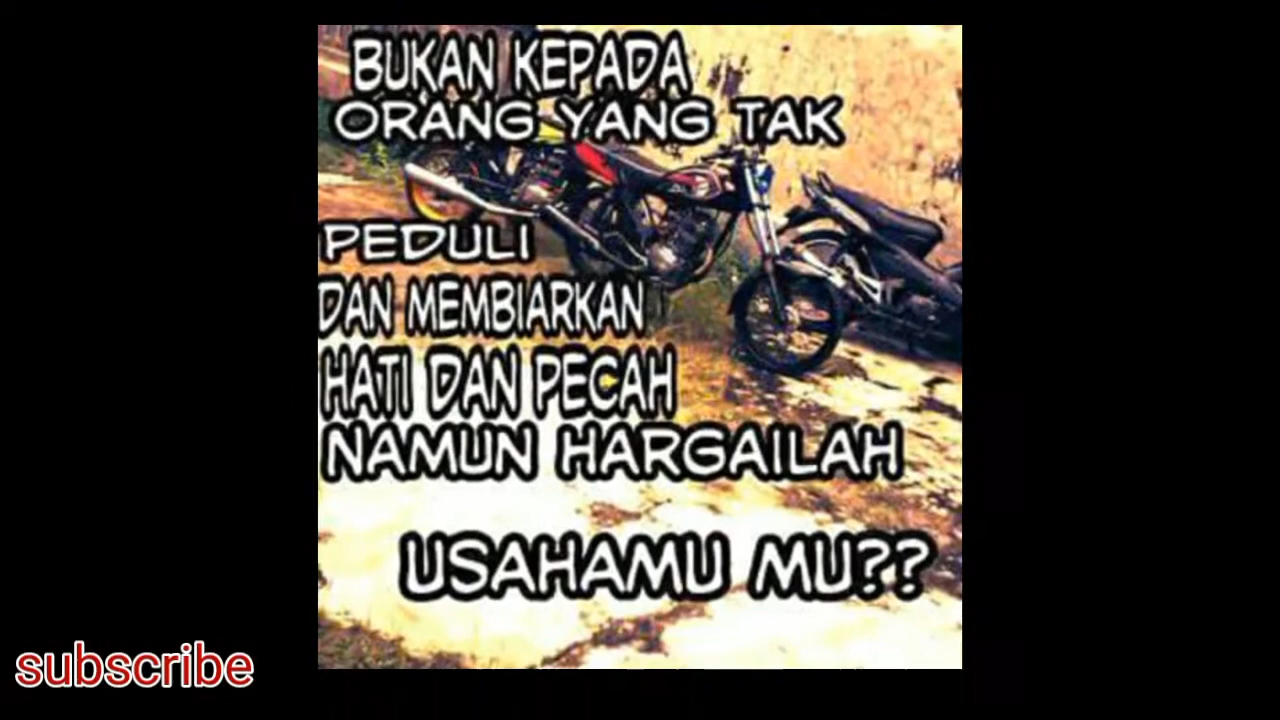 BUKAN KEPADA
ORANG YANG TAK
PEDULI
DAN MEMBIARKAN
HATI DAN PECAH
NAMUN HARGAILAH
USAHAMU MU??
subscribe